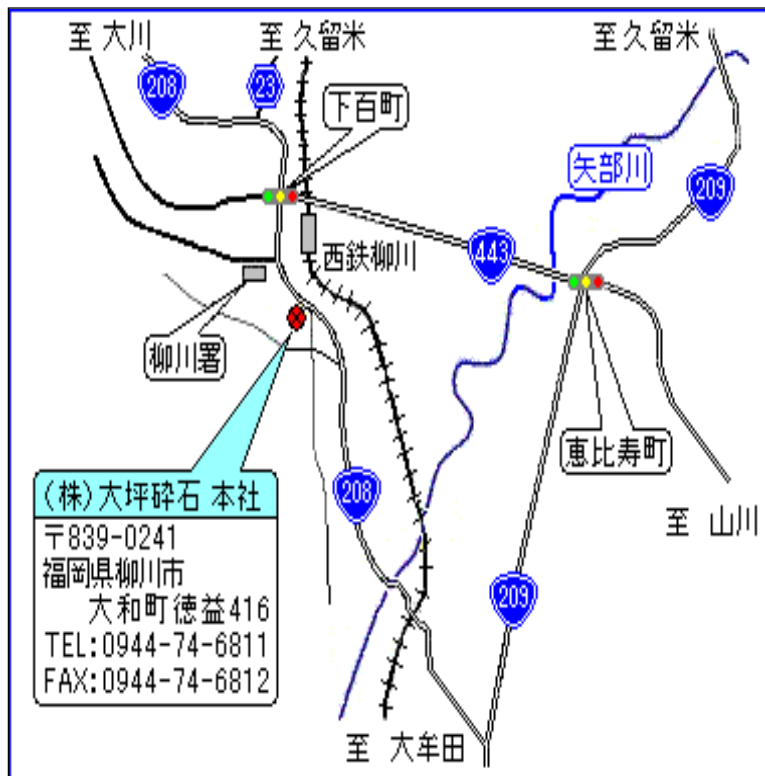 至 大川
至 久留米
至 久留米
208
23
下百町
矢部川
209
443
西鉄柳川
柳川署
恵比寿町
(株)大坪砕石 本社
〒839-0241
福岡県柳川市
大和町徳益416
TEL:0944-74-6811
FAX:0944-74-6812
208
至 山川
209
至 大牟田